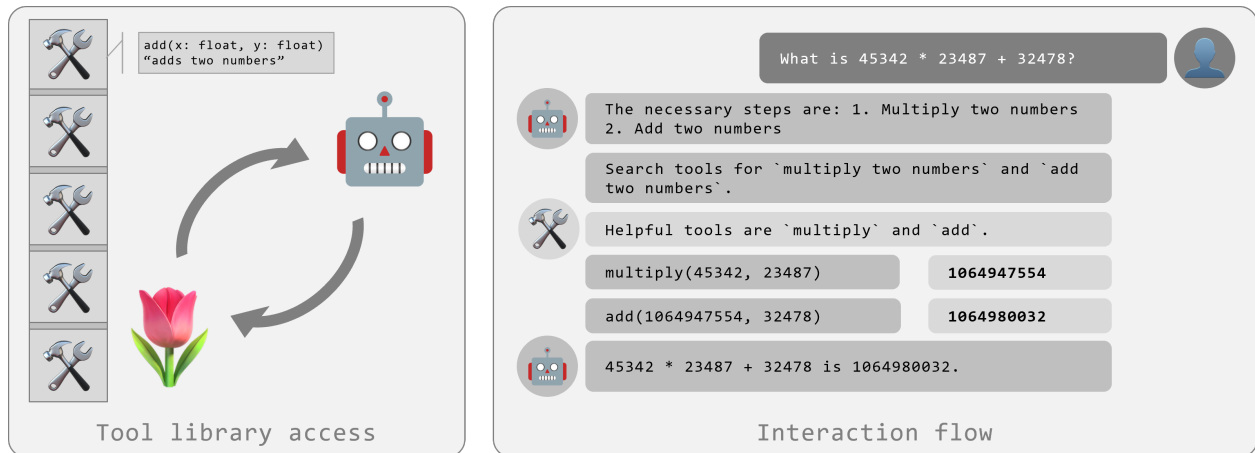 add(x: float, y: float)
“adds two numbers”
Tool library access
What is 45342 * 23487 + 32478?
The necessary steps are: 1. Multiply two numbers
2. Add two numbers
Search tools for `multiply two numbers` and `add
two numbers`.
Helpful tools are `multiply` and `add`.
multiply(45342, 23487)
1064947554
add(1064947554, 32478)
1064980032
45342 * 23487 + 32478 is 1064980032.
Interaction flow